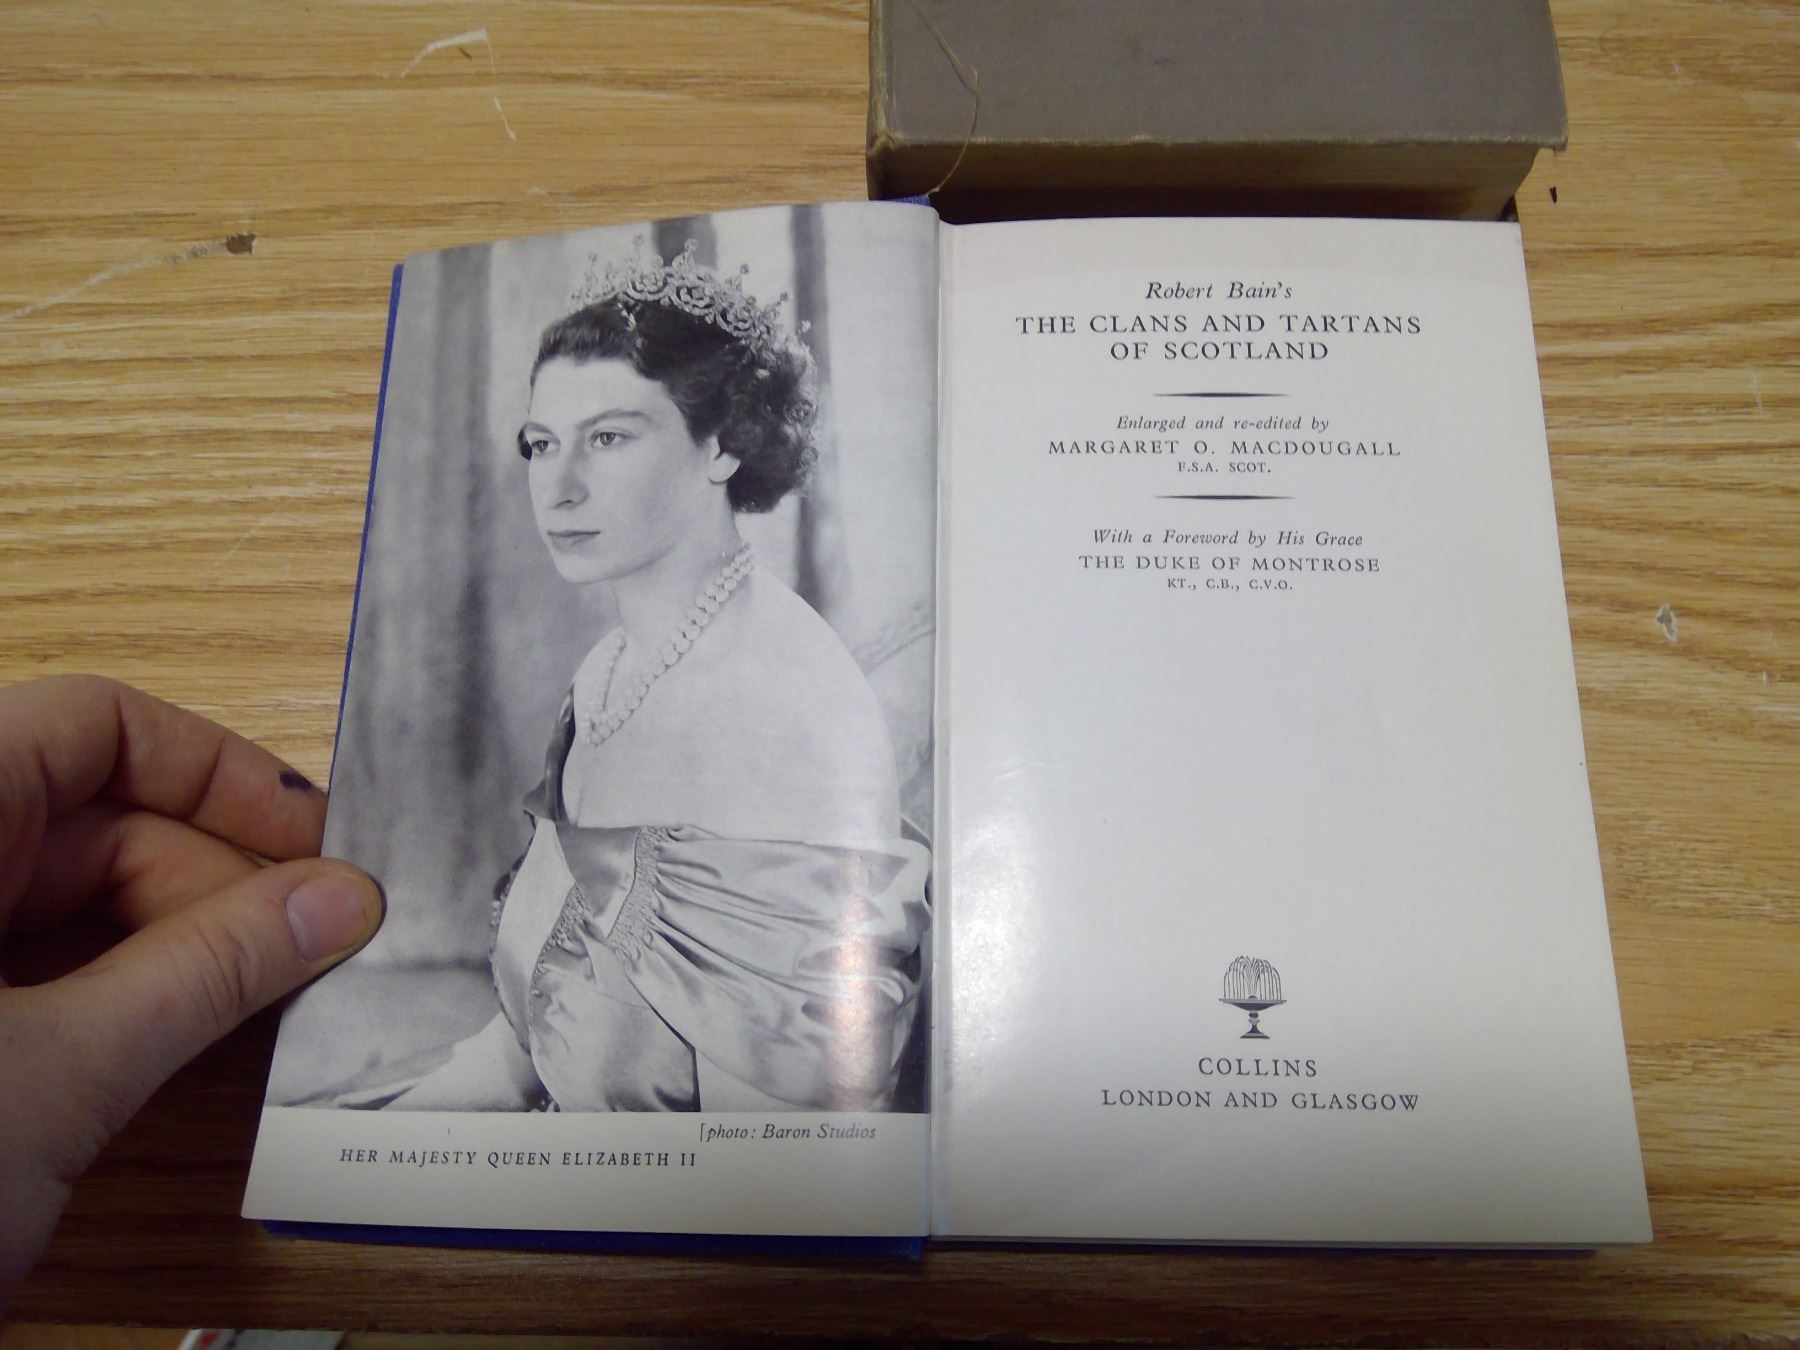 [photo: Baron Studios
HER MAJESTY QUEEN ELIZABETH II
Robert Bain's
THE CLANS AND TARTANS
OF SCOTLAND
Enlarged and re-edited by
MARGARET O. MACDOUGALL
F.S.A. SCOT.
With a Foreword by His Grace
THE DUKE OF MONTROSE
KT., C.B., C.V.O.
COLLINS
LONDON AND GLASGOW